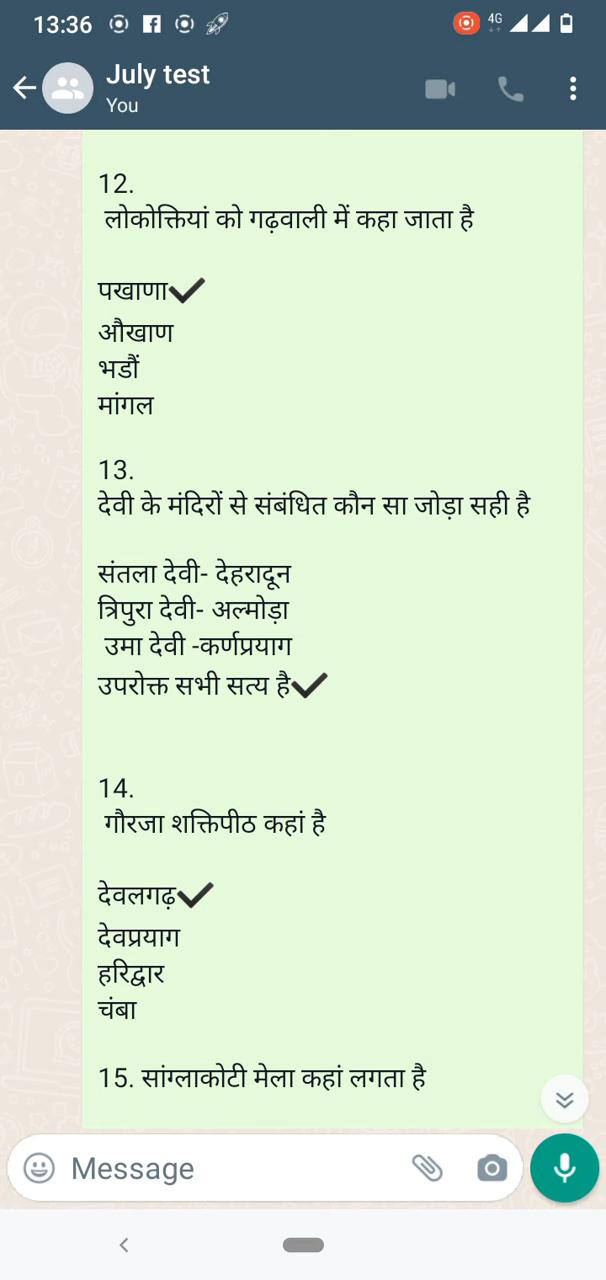 13:36
4G
July test
You
12.
लोकोक्तियां को गढ़वाली में कहा जाता है
पखाणा✔
औखाण
भडौं
मांगल
13.
देवी के मंदिरों से संबंधित कौन सा जोड़ा सही है
संतला देवी- देहरादून
त्रिपुरा देवी- अल्मोड़ा
उमा देवी -कर्णप्रयाग
उपरोक्त सभी सत्य है✔
14.
गौरजा शक्तिपीठ कहां है
देवलगढ़✔
देवप्रयाग
हरिद्वार
चंबा
15. सांग्लाकोटी मेला कहां लगता है
Message